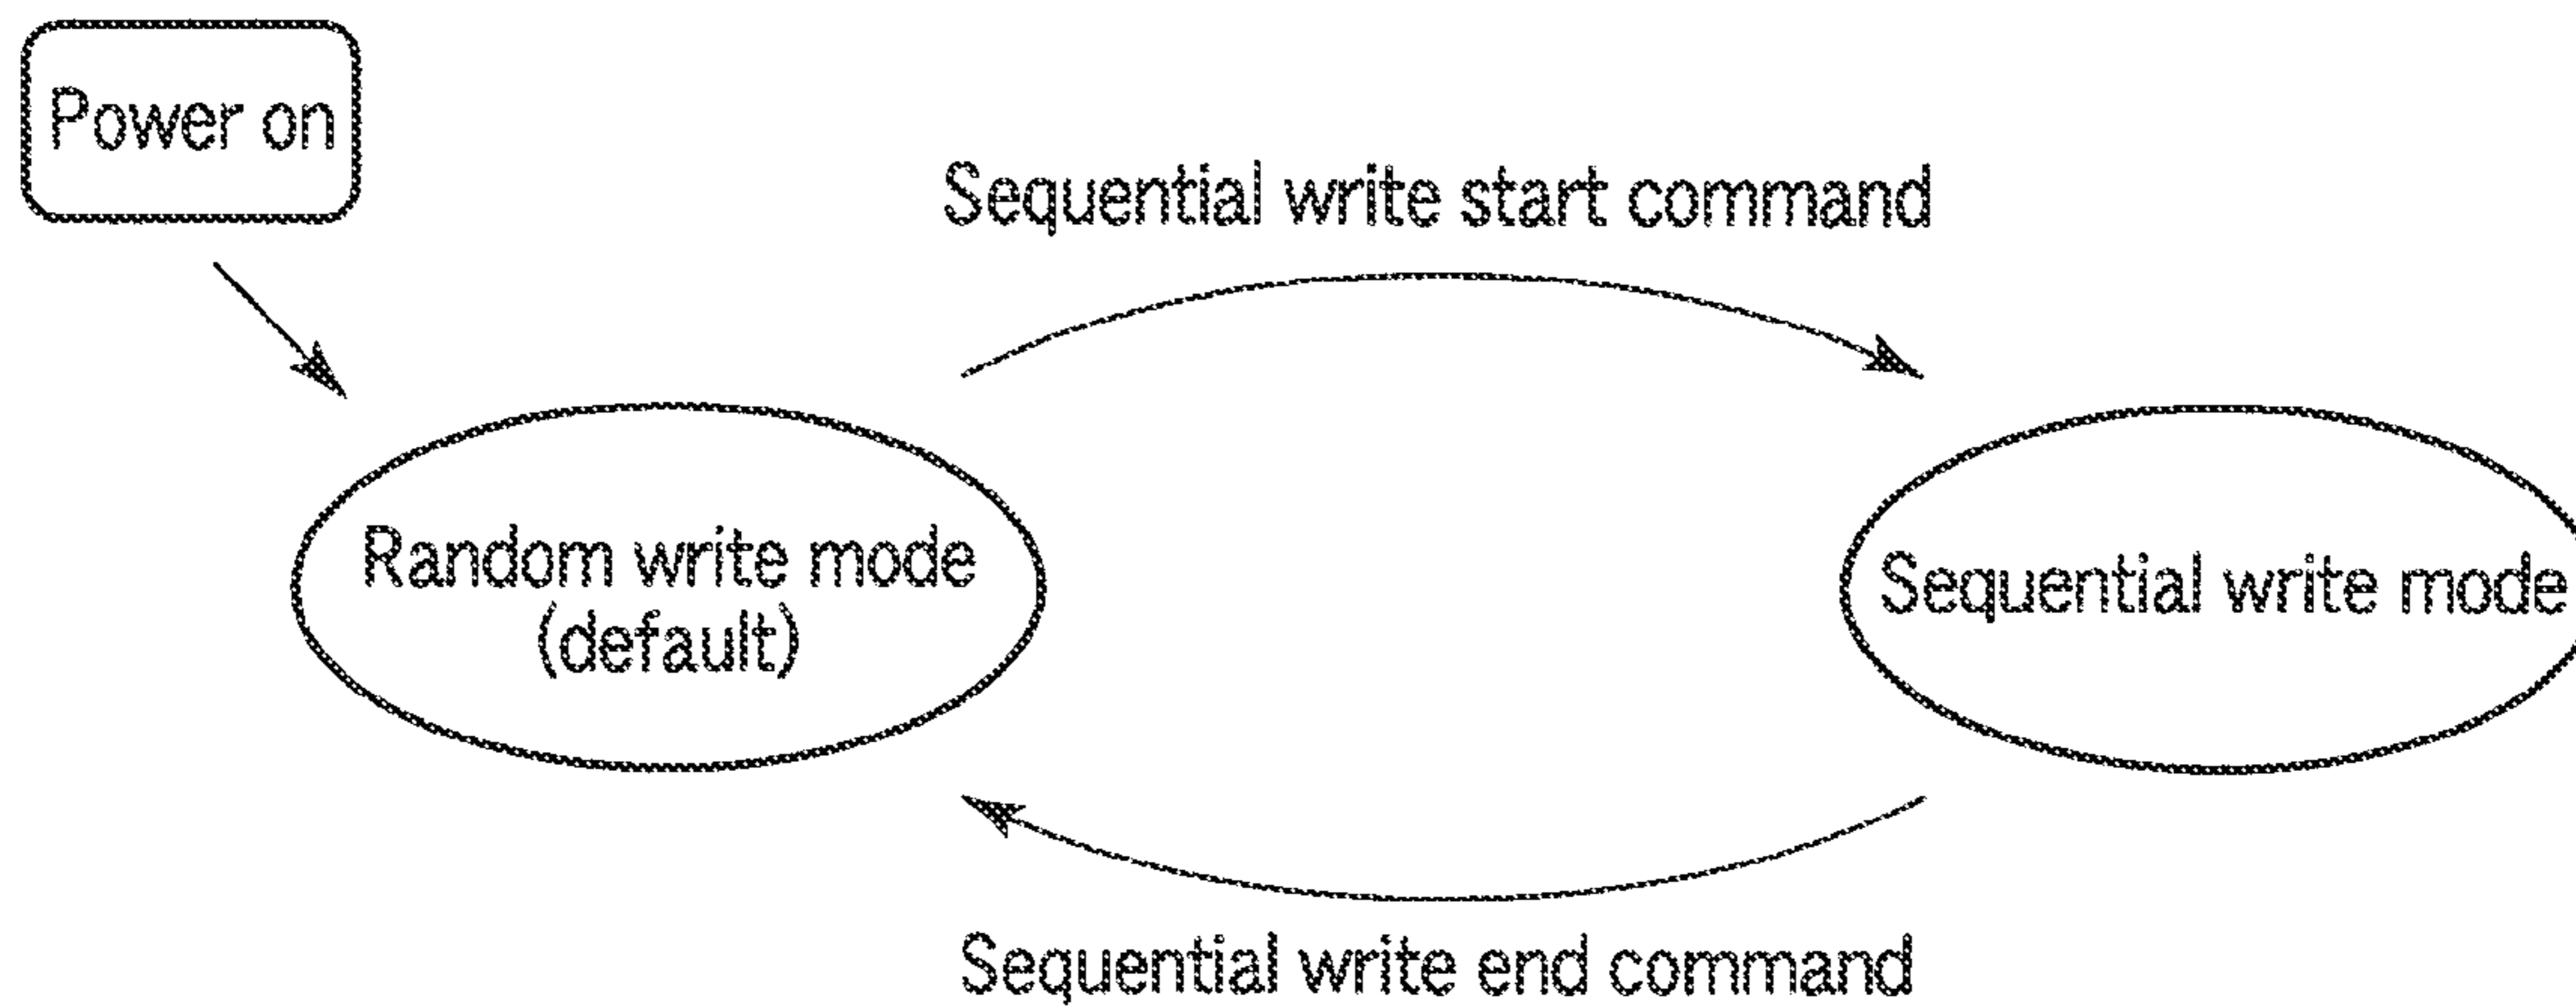 Power on
Sequential write start command
Random write mode
(default)
Sequential write mode
Sequential write end command